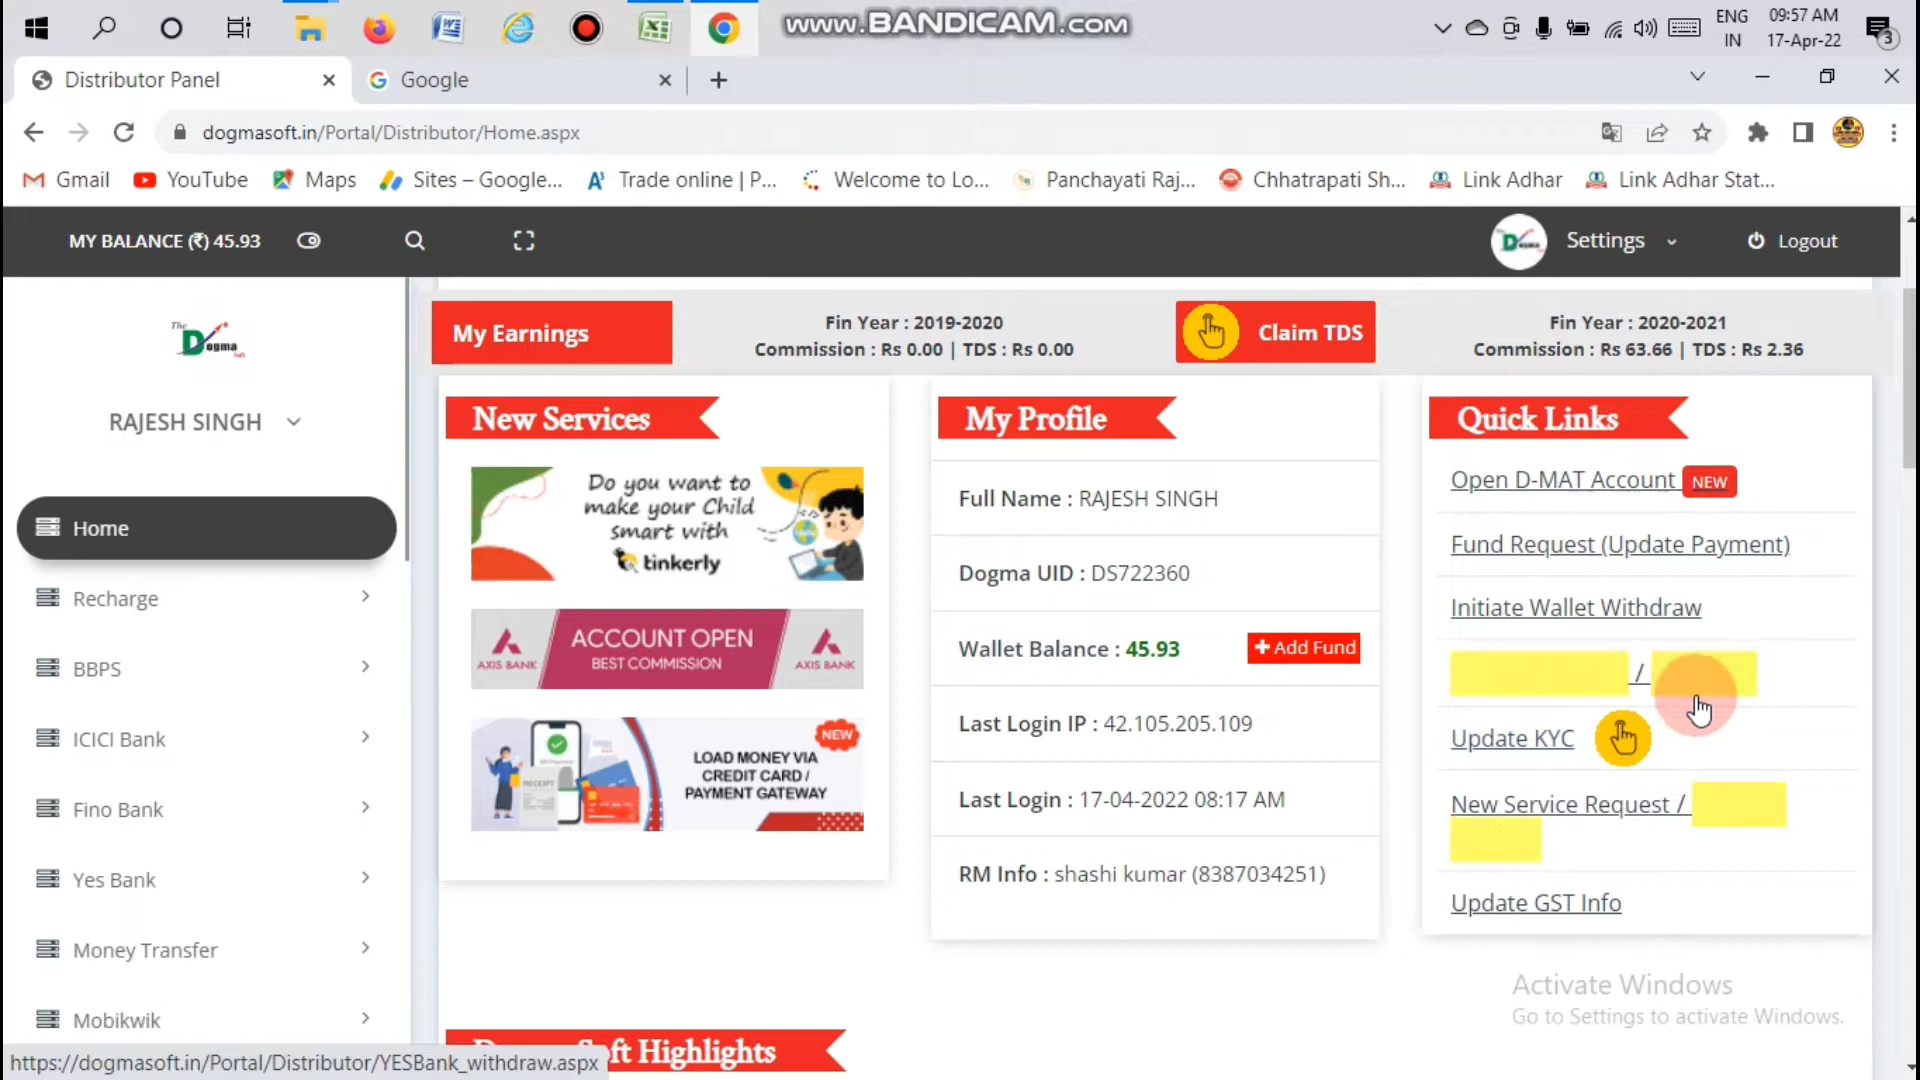 www.BANDICAM.com
ENG
IN
09:57 AM
17-Apr-22
3
Distributor Panel
Google
dogmasoft.in/Portal/Distributor/Home.aspx
Gmail
YouTube
Maps
Sites – Google...
Trade online | P...
Welcome to Lo...
Panchayati Raj...
Chhatrapati Sh...
Link Adhar
Link Adhar Stat...
MY BALANCE (₹) 45.93
Settings
Logout
The Dogma Soft
RAJESH SINGH
Home
Recharge
BBPS
ICICI Bank
Fino Bank
Yes Bank
Money Transfer
Mobikwik
My Earnings
Fin Year : 2019-2020
Commission : Rs 0.00 | TDS : Rs 0.00
Claim TDS
Fin Year : 2020-2021
Commission : Rs 63.66 | TDS : Rs 2.36
New Services
Do you want to
make your Child
smart with
tinkerly
AXIS BANK
ACCOUNT OPEN
BEST COMMISSION
AXIS BANK
RECEIPT
NEW
LOAD MONEY VIA
CREDIT CARD /
PAYMENT GATEWAY
My Profile
Full Name : RAJESH SINGH
Dogma UID : DS722360
Wallet Balance : 45.93
Add Fund
Last Login IP : 42.105.205.109
Last Login : 17-04-2022 08:17 AM
RM Info : shashi kumar (8387034251)
Quick Links
Open D-MAT Account NEW
Fund Request (Update Payment)
Initiate Wallet Withdraw
/
Update KYC
New Service Request /
Update GST Info
Highlights
Activate Windows
Go to Settings to activate Windows.
https://dogmasoft.in/Portal/Distributor/YESBank_withdraw.aspx